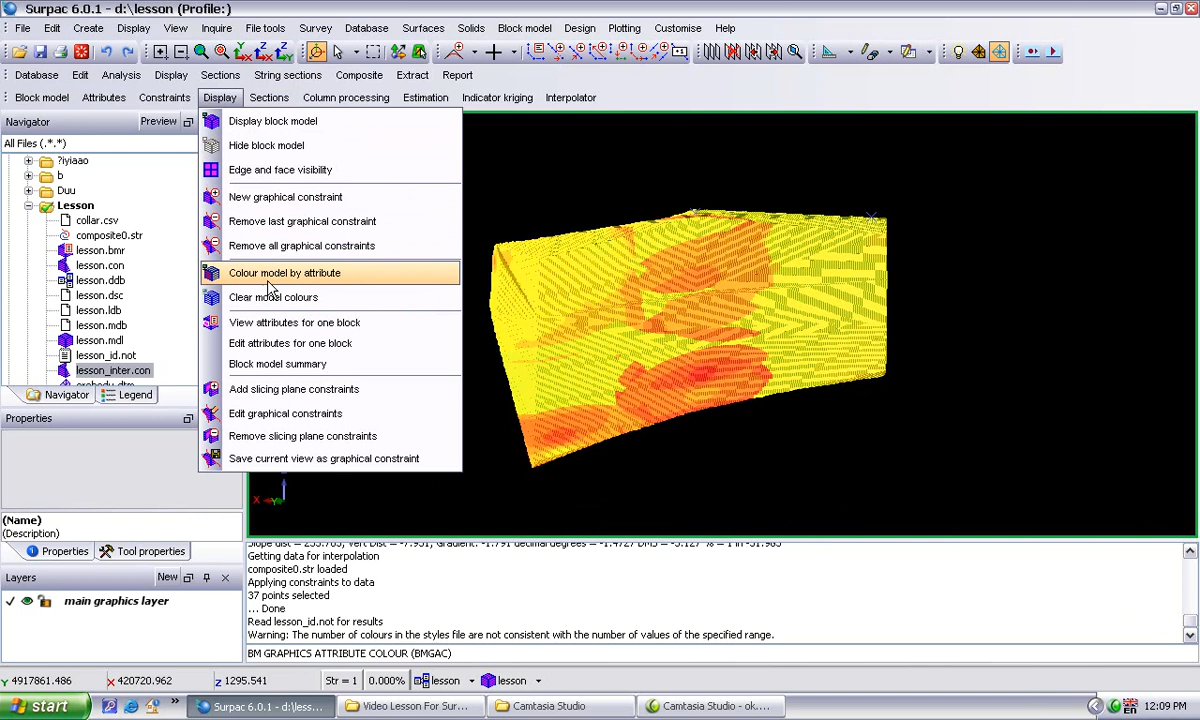 Surpac 6.0.1 - d:\lesson (Profile:)
File Edit Create Display View Inquire File tools Survey Database Surfaces Solids Block model Design Plotting Customise Help
Database Edit Analysis Display Sections String sections Composite Extract Report
Block model Attributes Constraints Display Sections Column processing Estimation Indicator kriging Interpolator
Navigator Preview
All Files (.*.*)
?iyiaao
b
Duu
Lesson
collar.csv
composite0.str
lesson.bmr
lesson.con
lesson.ddb
lesson.dsc
lesson.ldb
lesson.mdb
lesson.mdl
lesson_id.not
lesson_inter.con
Navigator Legend
Display block model
Hide block model
Edge and face visibility
New graphical constraint
Remove last graphical constraint
Remove all graphical constraints
Colour model by attribute
Clear model colours
View attributes for one block
Edit attributes for one block
Block model summary
Add slicing plane constraints
Edit graphical constraints
Remove slicing plane constraints
Save current view as graphical constraint
Properties
(Name)
(Description)
Properties Tool properties
Layers New
main graphics layer
X Y
Getting data for interpolation
composite0.str loaded
Applying constraints to data
37 points selected
... Done
Read lesson_id.not for results
Warning: The number of colours in the styles file are not consistent with the number of values of the specified range.
BM GRAPHICS ATTRIBUTE COLOUR (BMGAC)
Y 4917861.486 X 420720.962 Z 1295.541 Str = 1 0.000% lesson lesson
start Surpac 6.0.1 - d:\less... Video Lesson For Sur... Camtasia Studio Camtasia Studio - ok.... 12:09 PM